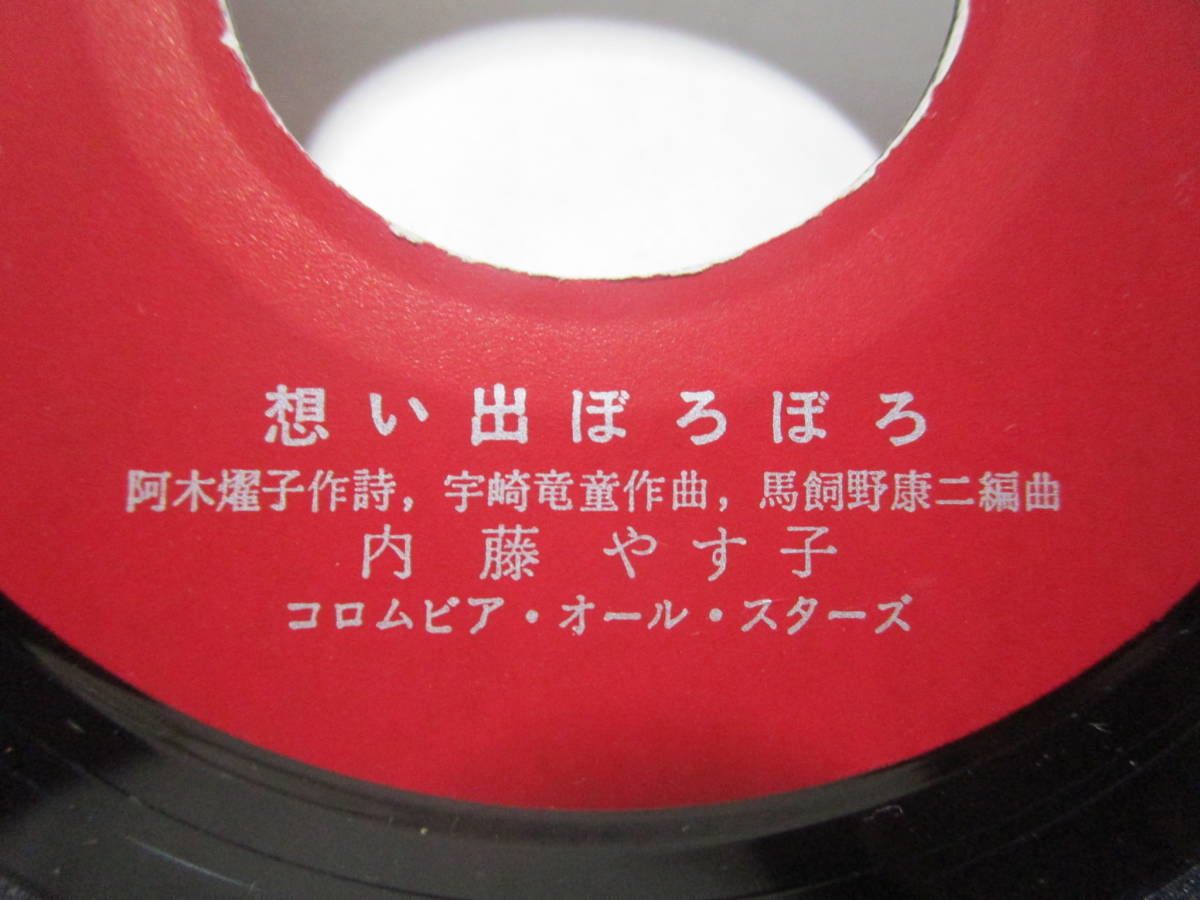 想い出ぼろぼろ
阿木燿子作詩，宇崎竜童作曲，馬飼野康二編曲
内藤やす子
コロムビア・オール・スターズ